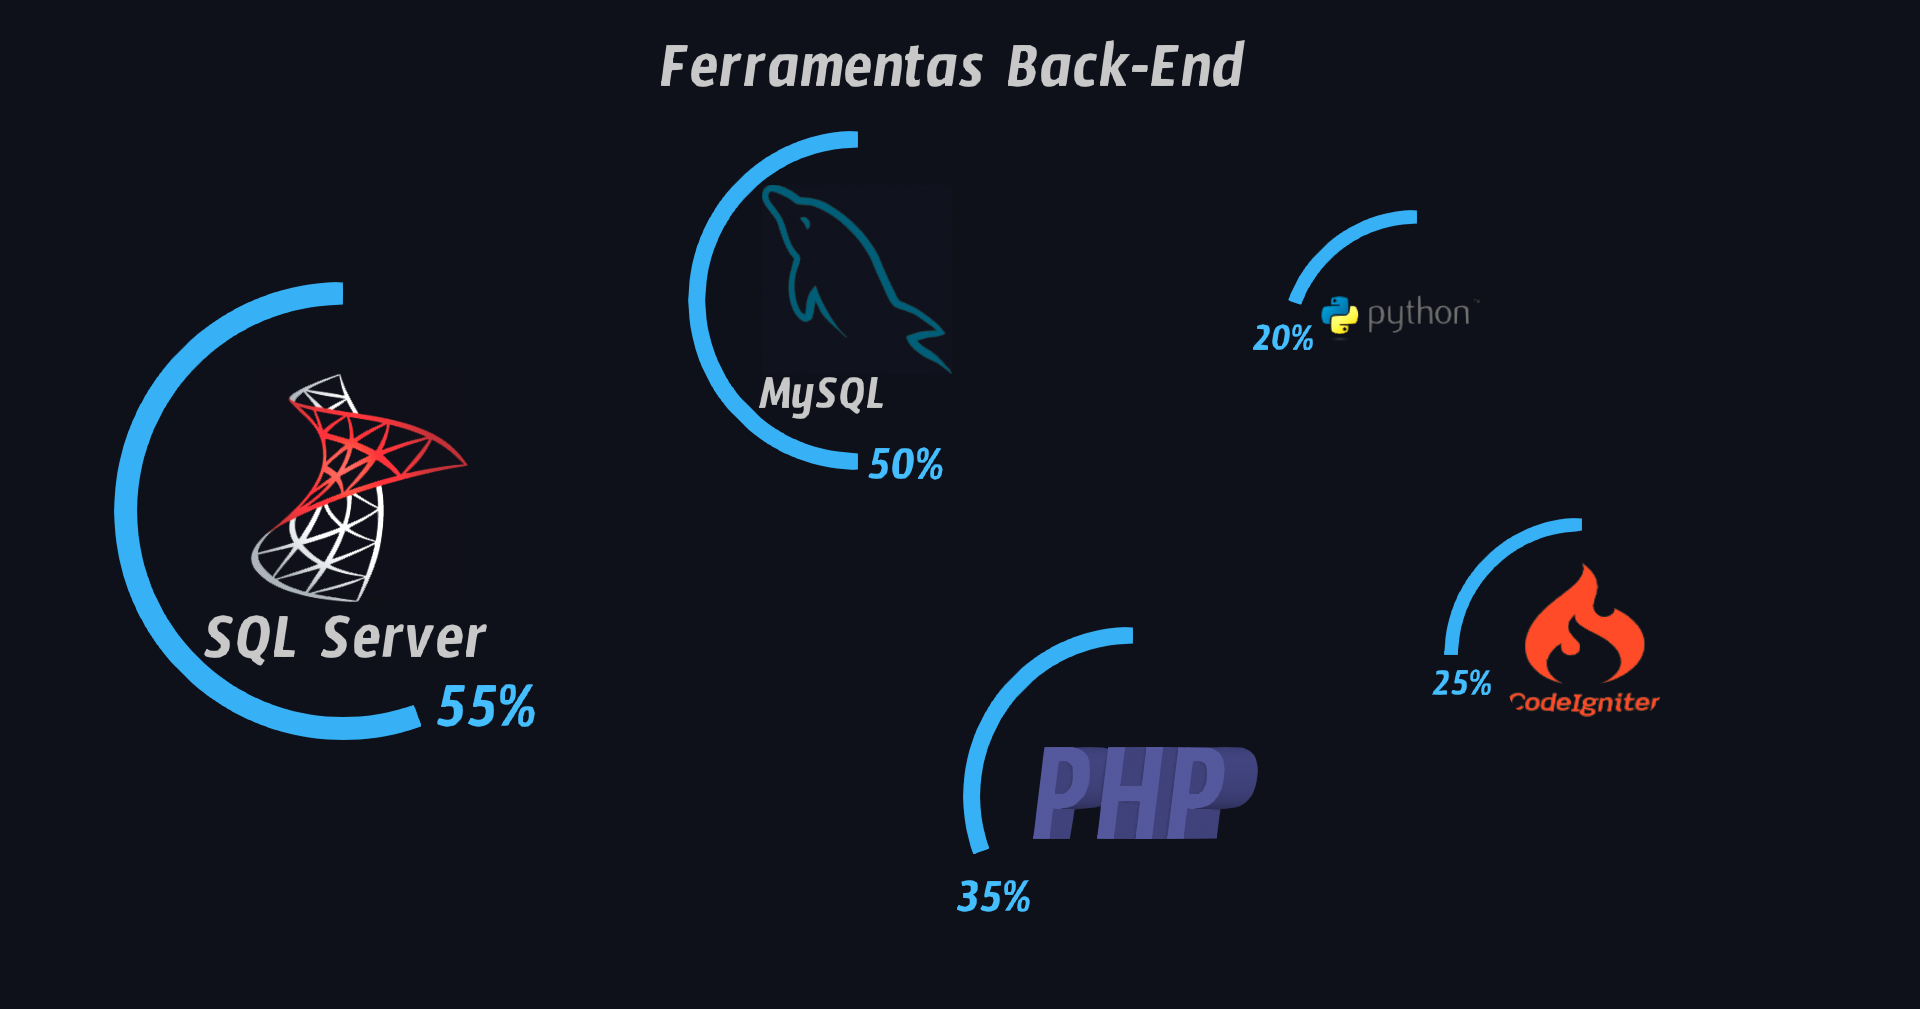 Ferramentas Back-End
MySQL
50%
python
20%
SQL Server
55%
CodeIgniter
25%
PHP
35%